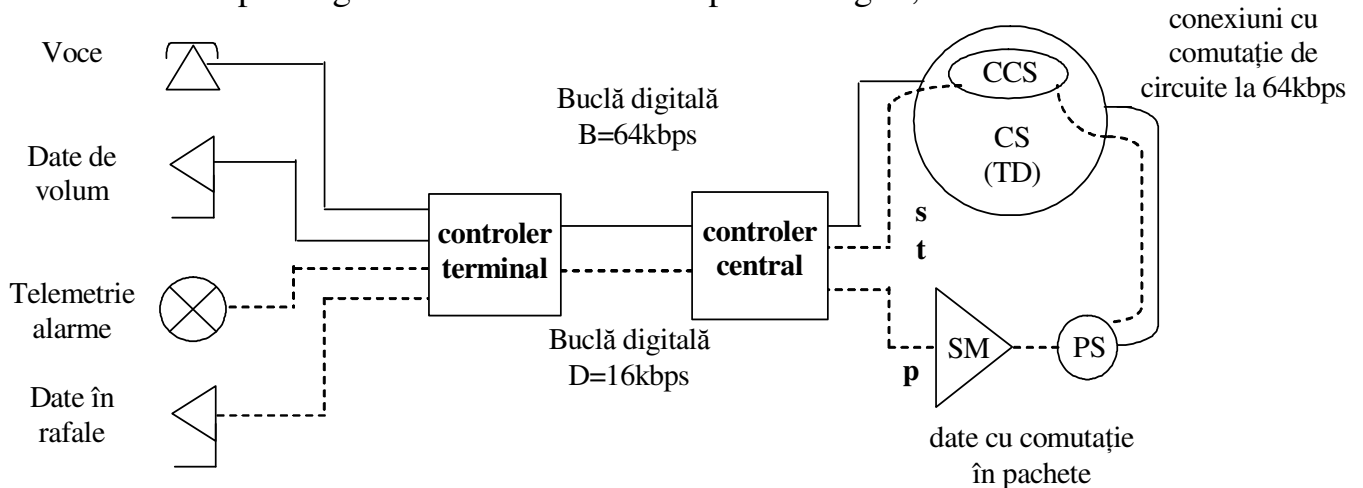 conexiuni cu
comutație de
circuite la 64kbps
Voce
CCS
Buclă digitală
B=64kbps
CS
(TD)
Date de
volum
controler
terminal
controler
central
s
t
Telemetrie
alarme
Buclă digitală
D=16kbps
SM
PS
p
Date în
rafale
date cu comutație
în pachete